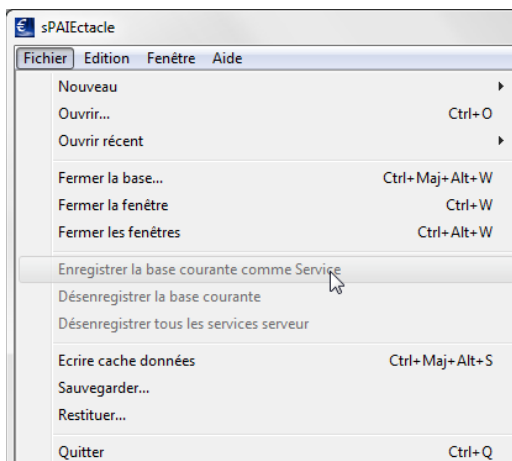 sPAIEctacle
Fichier Edition Fenêtre Aide
Nouveau
Ouvrir... Ctrl+O
Ouvrir récent
Fermer la base... Ctrl+Maj+Alt+W
Fermer la fenêtre Ctrl+W
Fermer les fenêtres Ctrl+Alt+W
Enregistrer la base courante comme Service
Désenregistrer la base courante
Désenregistrer tous les services serveur
Ecrire cache données Ctrl+Maj+Alt+S
Sauvegarder...
Restituer...
Quitter Ctrl+Q